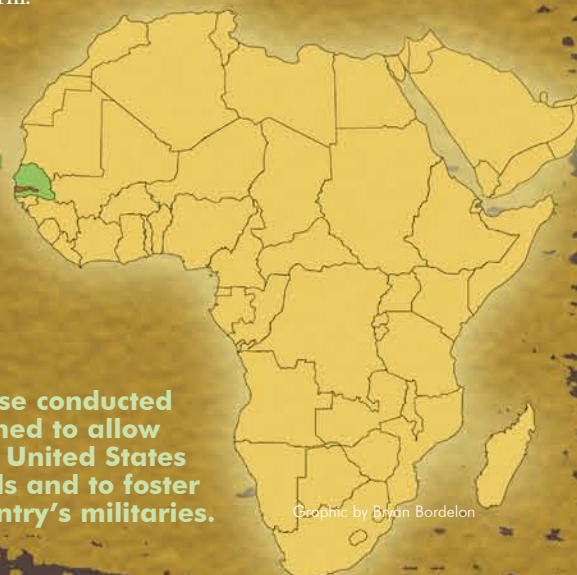 se conducted
ned to allow
United States
ls and to foster
ntry's militaries.
Graphic by Bryan Bordelon